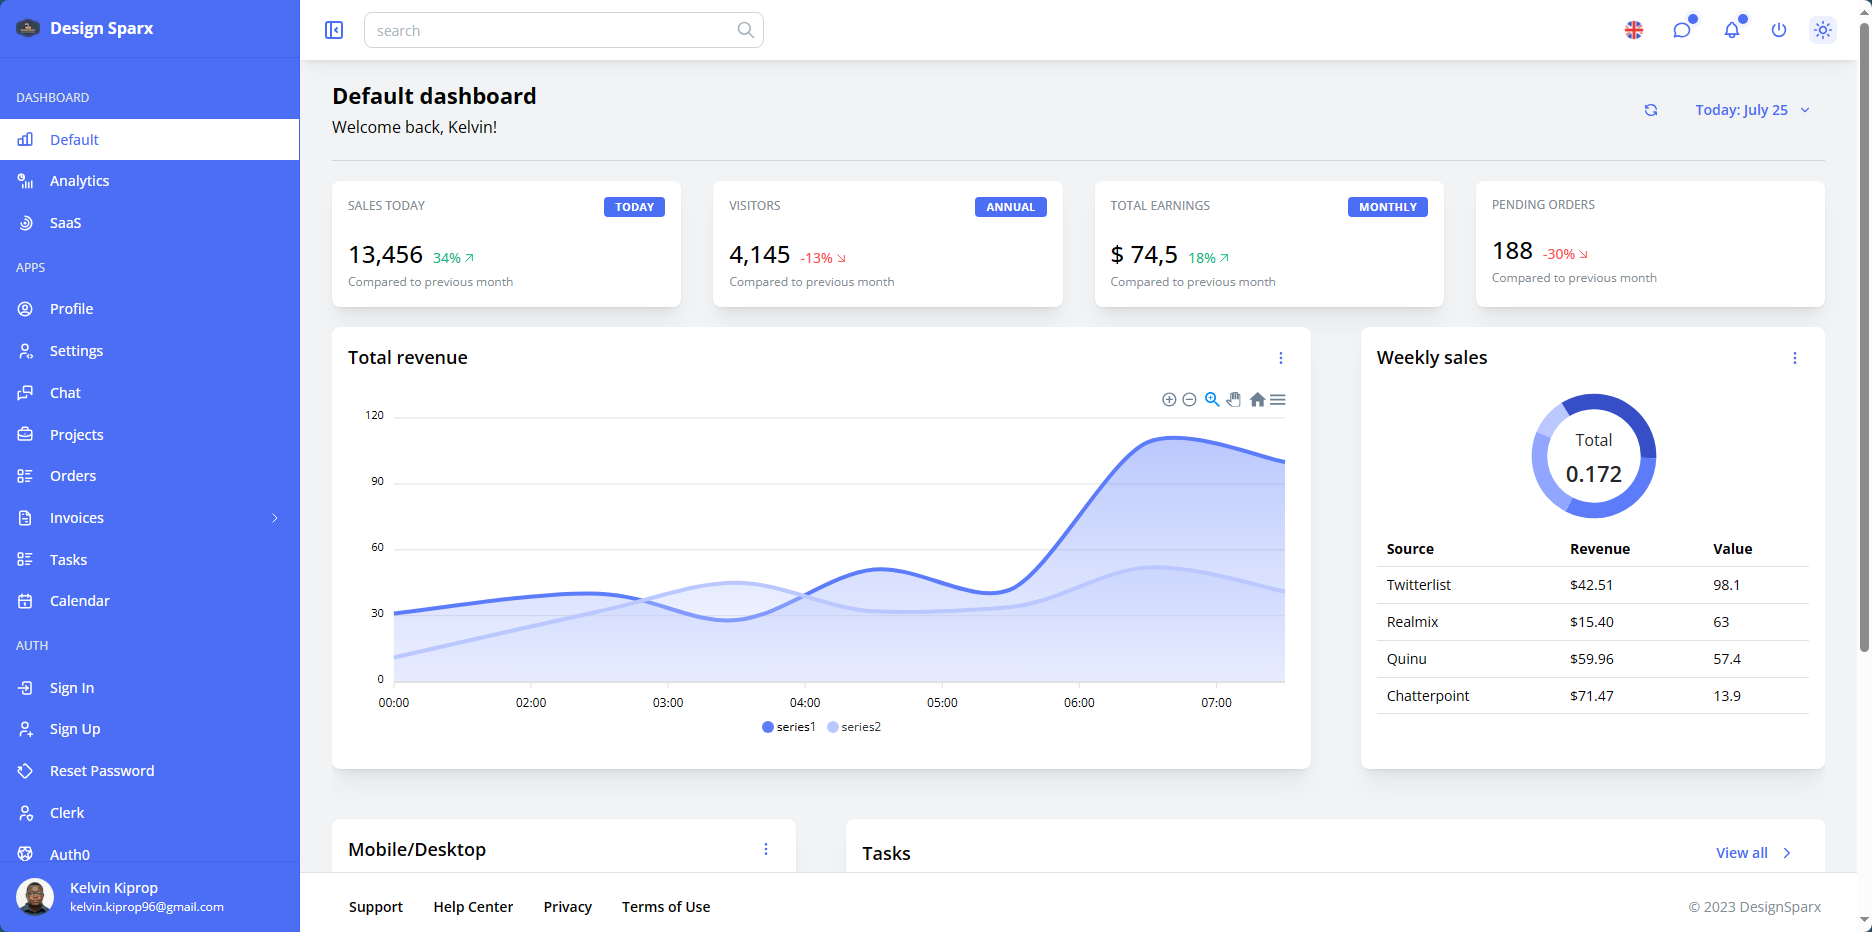 Design Sparx
DASHBOARD
Default
Analytics
SaaS
APPS
Profile
Settings
Chat
Projects
Orders
Invoices
Tasks
Calendar
AUTH
Sign In
Sign Up
Reset Password
Clerk
Auth0
Kelvin Kiprop
kelvin.kiprop96@gmail.com
search
Default dashboard
Welcome back, Kelvin!
Today: July 25
SALES TODAY
TODAY
13,456 34%
Compared to previous month
VISITORS
ANNUAL
4,145 -13%
Compared to previous month
TOTAL EARNINGS
MONTHLY
$ 74,5 18%
Compared to previous month
PENDING ORDERS
188 -30%
Compared to previous month
Total revenue
120
90
60
30
0
00:00 02:00 03:00 04:00 05:00 06:00 07:00
series1 series2
Weekly sales
Total
0.172
Source Revenue Value
Twitterlist $42.51 98.1
Realmix $15.40 63
Quinu $59.96 57.4
Chatterpoint $71.47 13.9
Mobile/Desktop
Tasks
View all
Support Help Center Privacy Terms of Use
© 2023 DesignSparx